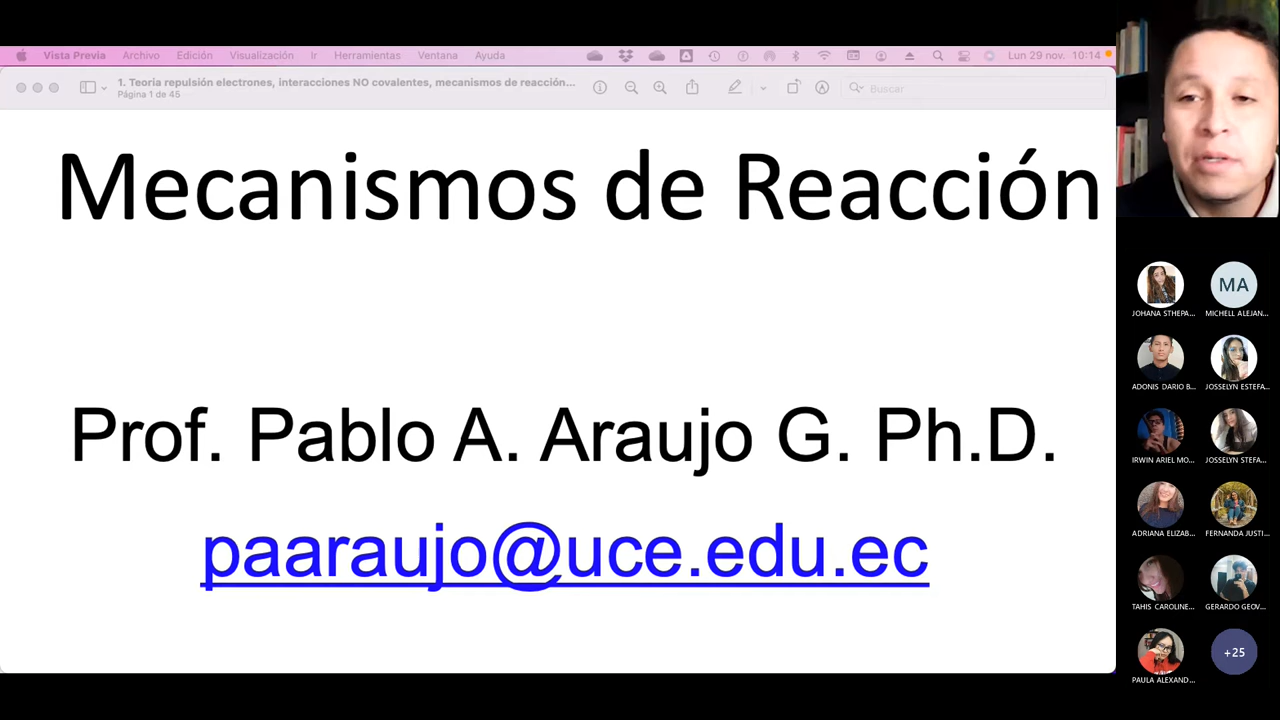 Vista Previa Archivo Edición Visualización Ir Herramientas Ventana Ayuda Lun 29 nov. 10:14
1. Teoria repulsión electrones, interacciones NO covalentes, mecanismos de reacción...
Página 1 de 45
Buscar
Mecanismos de Reacción
Prof. Pablo A. Araujo G. Ph.D.
paaraujo@uce.edu.ec
MA
JOHANA STHEPA... MICHELL ALEJAN...
ADONIS DARIO B... JOSSELYN ESTEFA...
IRWIN ARIEL MO... JOSSELYN STEFA...
ADRIANA ELIZAB... FERNANDA JUSTI...
TAHIS CAROLINE... GERARDO GEOV...
+25
PAULA ALEXAND...